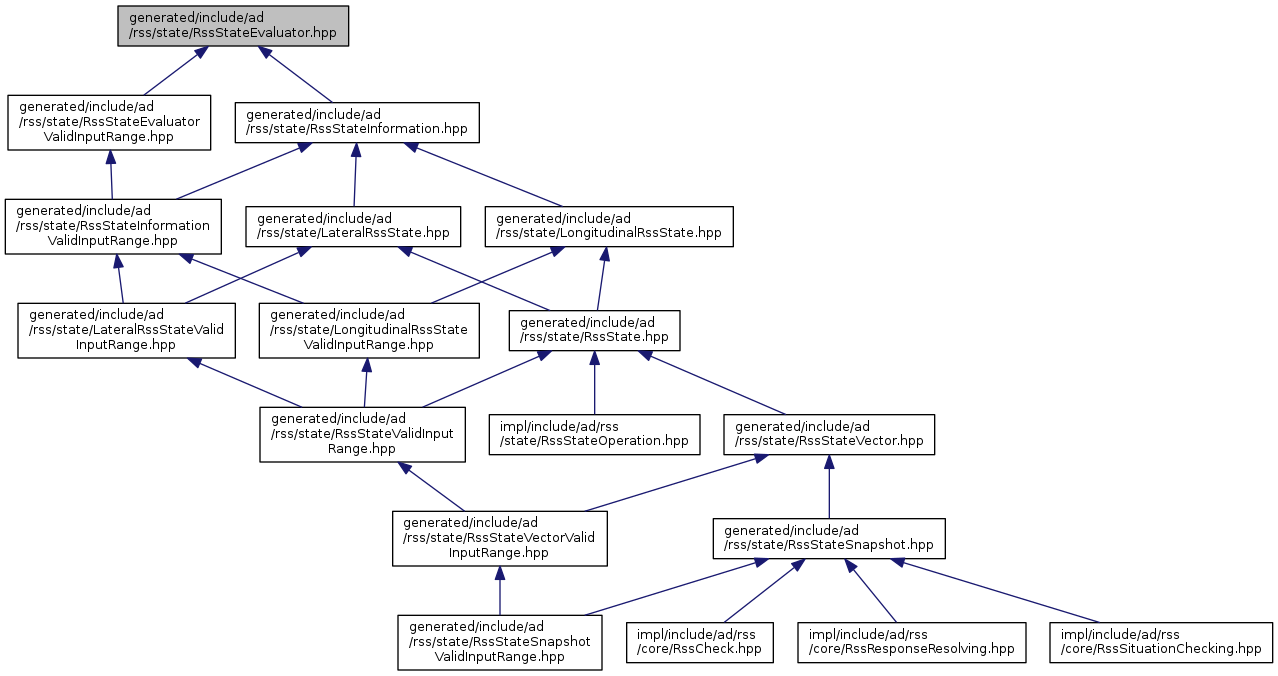 generated/include/ad
/rss/state/RssStateEvaluator.hpp
generated/include/ad
/rss/state/RssStateEvaluator
ValidInputRange.hpp
generated/include/ad
/rss/state/RssStateInformation.hpp
generated/include/ad
/rss/state/RssStateInformation
ValidInputRange.hpp
generated/include/ad
/rss/state/LateralRssState.hpp
generated/include/ad
/rss/state/LongitudinalRssState.hpp
generated/include/ad
/rss/state/LateralRssStateValid
InputRange.hpp
generated/include/ad
/rss/state/LongitudinalRssState
ValidInputRange.hpp
generated/include/ad
/rss/state/RssState.hpp
generated/include/ad
/rss/state/RssStateValidInput
Range.hpp
impl/include/ad/rss
/state/RssStateOperation.hpp
generated/include/ad
/rss/state/RssStateVector.hpp
generated/include/ad
/rss/state/RssStateVectorValid
InputRange.hpp
generated/include/ad
/rss/state/RssStateSnapshot.hpp
generated/include/ad
/rss/state/RssStateSnapshot
ValidInputRange.hpp
impl/include/ad/rss
/core/RssCheck.hpp
impl/include/ad/rss
/core/RssResponseResolving.hpp
impl/include/ad/rss
/core/RssSituationChecking.hpp